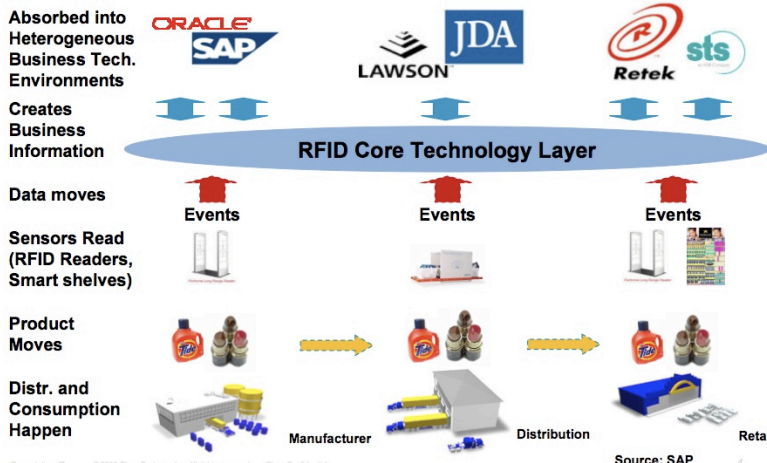 Absorbed into
Heterogeneous
Business Tech.
Environments
ORACLE®
SAP
LAWSON™
JDA
Retek
sts
Creates
Business
Information
RFID Core Technology Layer
Data moves
Events
Events
Events
Sensors Read
(RFID Readers,
Smart shelves)
Product
Moves
Tide
Tide
Tide
Distr. and
Consumption
Happen
Manufacturer
Distribution
Reta
Source: SAP